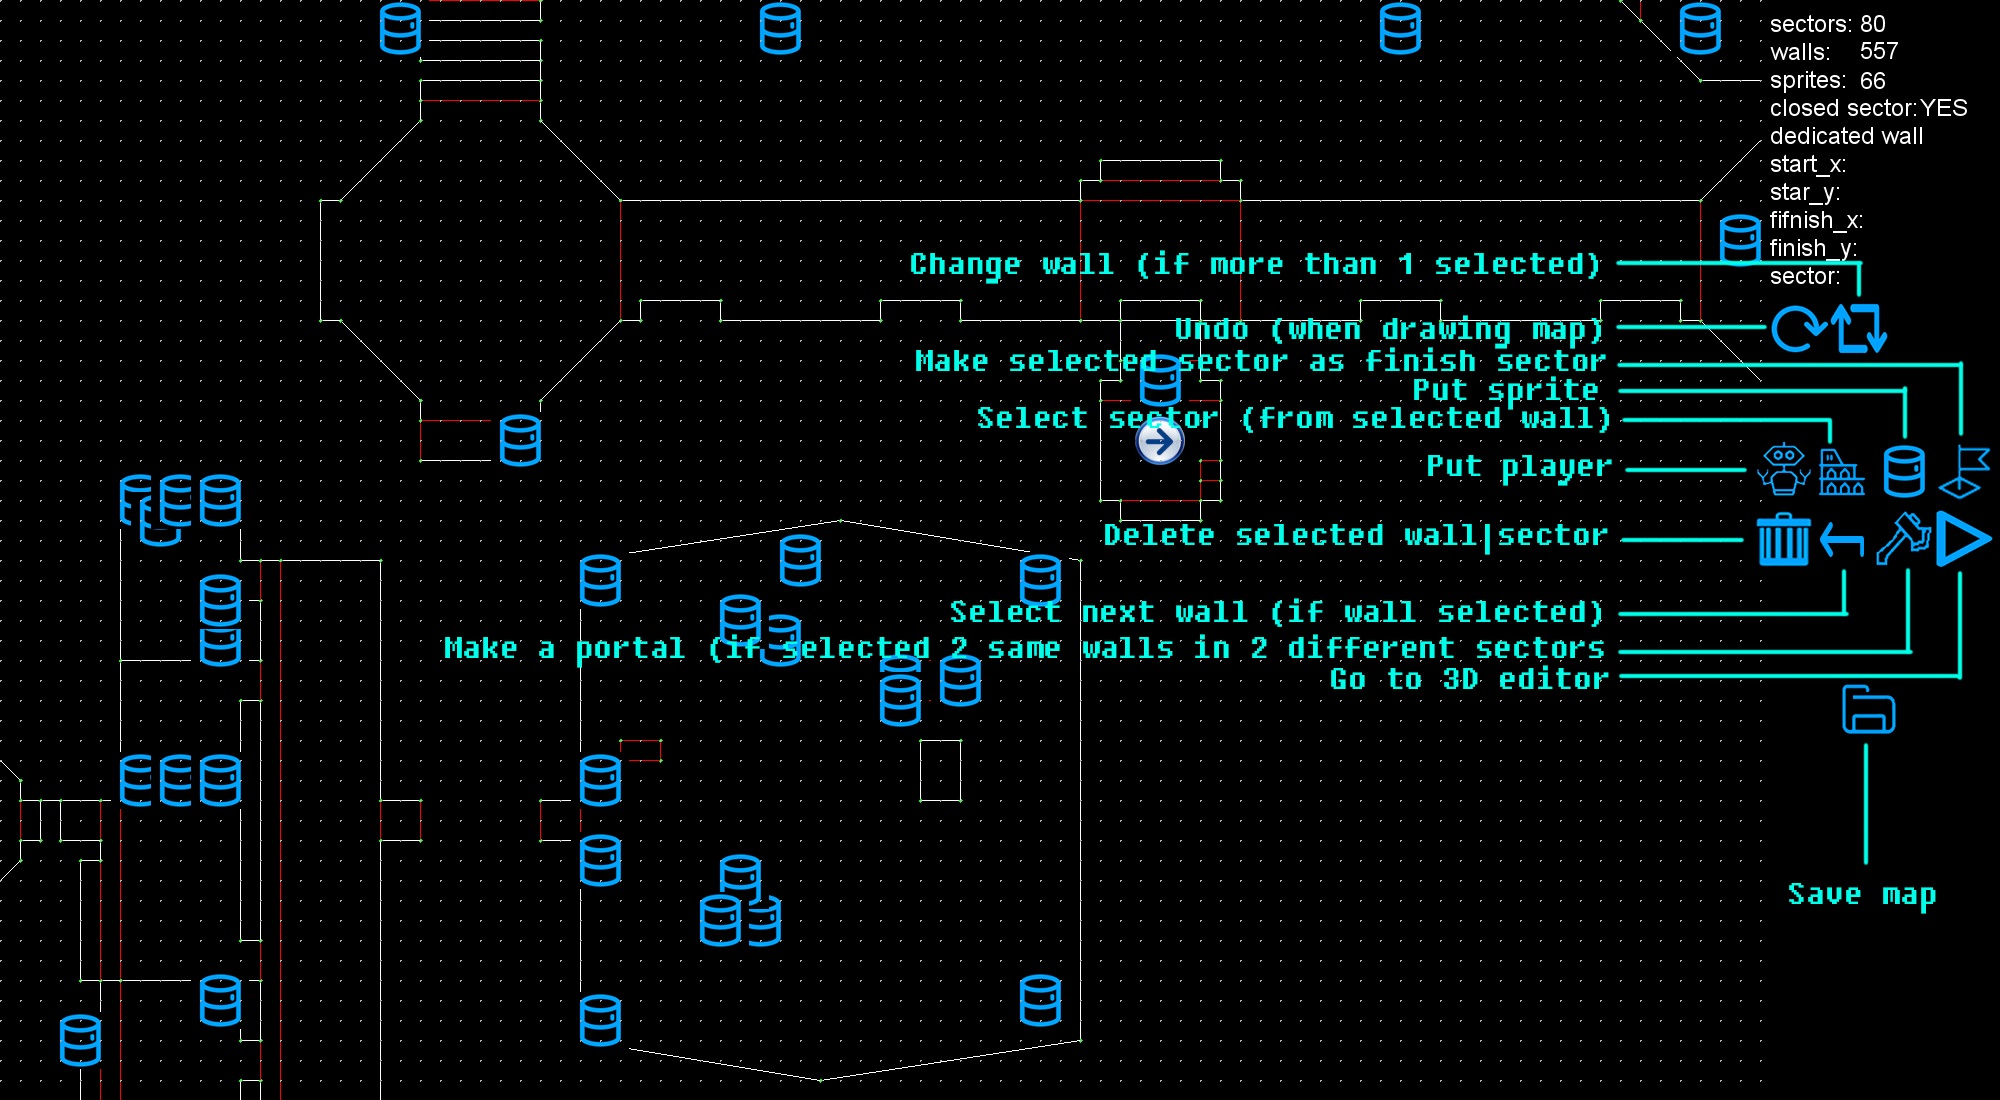 sectors: 80
walls: 557
sprites: 66
closed sector:YES
dedicated wall
start_x:
star_y:
fifnish_x:
finish_y:
sector:
Change wall (if more than 1 selected)
Undo (when drawing map)
Make selected sector as finish sector
Put sprite
Select sector (from selected wall)
Put player
Delete selected wall|sector
Select next wall (if wall selected)
Make a portal (if selected 2 same walls in 2 different sectors
Go to 3D editor
Save map